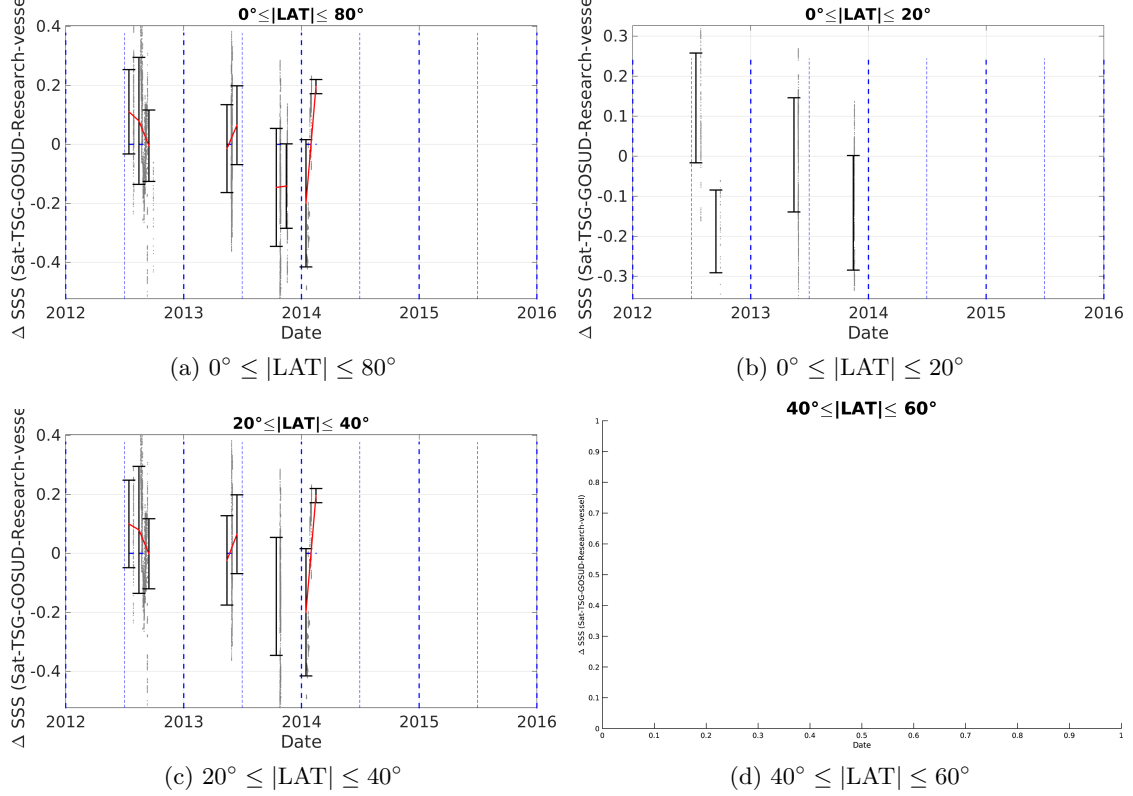 0°≤|LAT|≤ 80°
Δ SSS (Sat-TSG-GOSUD-Research-vessel
0.4
0.2
0
-0.2
-0.4
2012 2013 2014 2015 2016
Date
(a) 0° ≤ |LAT| ≤ 80°
0°≤|LAT|≤ 20°
Δ SSS (Sat-TSG-GOSUD-Research-vessel
0.3
0.2
0.1
0
-0.1
-0.2
-0.3
2012 2013 2014 2015 2016
Date
(b) 0° ≤ |LAT| ≤ 20°
20°≤|LAT|≤ 40°
Δ SSS (Sat-TSG-GOSUD-Research-vesse
0.4
0.2
0
-0.2
-0.4
2012 2013 2014 2015 2016
Date
(c) 20° ≤ |LAT| ≤ 40°
40°≤|LAT|≤ 60°
Δ SSS (Sat-TSG-GOSUD-Research-vessel)
1
0.9
0.8
0.7
0.6
0.5
0.4
0.3
0.2
0.1
0
0 0.1 0.2 0.3 0.4 0.5 0.6 0.7 0.8 0.9 1
Date
(d) 40° ≤ |LAT| ≤ 60°